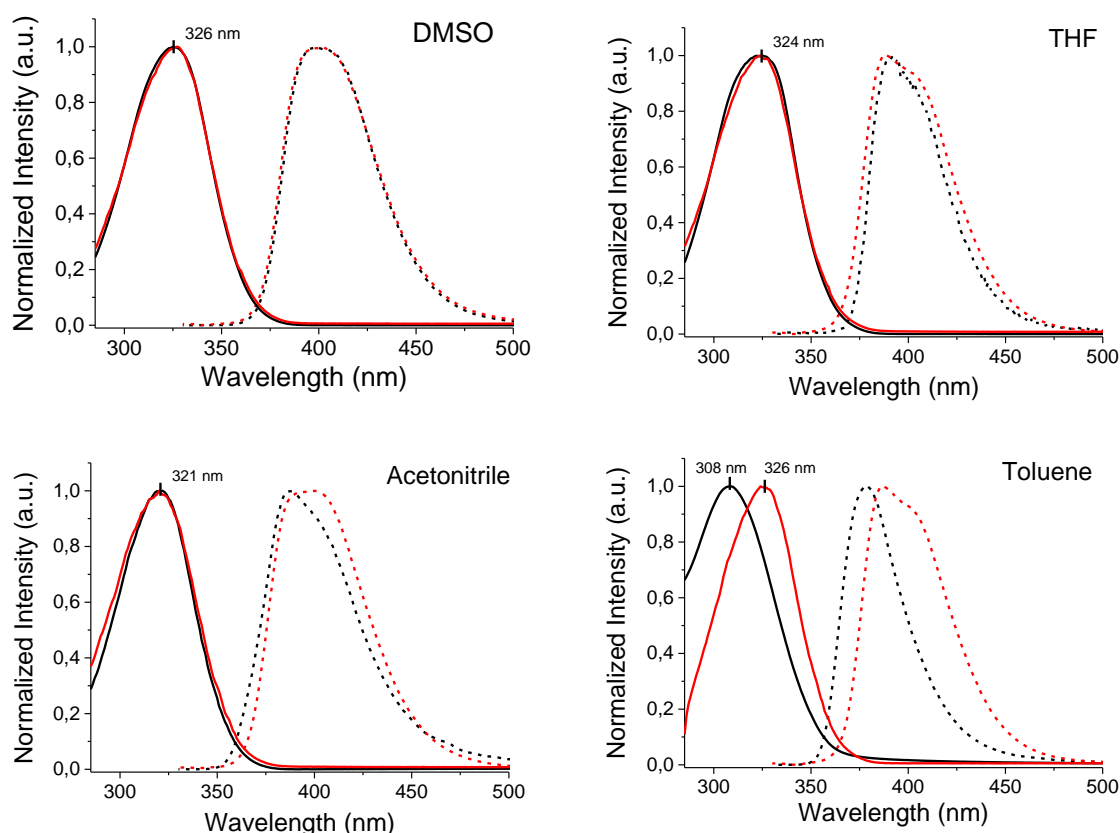 DMSO
326 nm
1,0
0,8
0,6
0,4
0,2
0,0
300 350 400 450 500
Normalized Intensity (a.u.)
Wavelength (nm)
THF
324 nm
1,0
0,8
0,6
0,4
0,2
0,0
300 350 400 450 500
Normalized Intensity (a.u.)
Wavelength (nm)
Acetonitrile
321 nm
1,0
0,8
0,6
0,4
0,2
0,0
300 350 400 450 500
Normalized Intensity (a.u.)
Wavelength (nm)
Toluene
308 nm 326 nm
1,0
0,8
0,6
0,4
0,2
0,0
300 350 400 450 500
Normalized Intensity (a.u.)
Wavelength (nm)